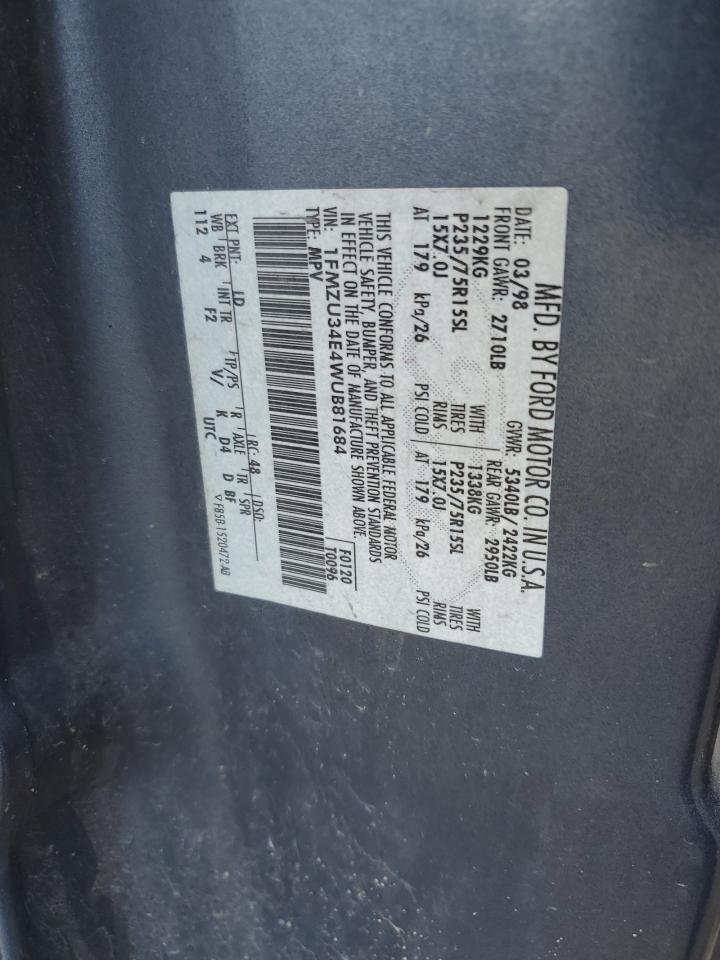 MFD. BY FORD MOTOR CO. IN U.S.A.
DATE: 03/98 GVWR: 5340LB/2422KG
FRONT GAWR: 2710LB REAR GAWR: 2950LB
1229KG WITH 1338KG WITH
P235/75R15SL TIRES P235/75R15SL TIRES
15X7.0J RIMS 15X7.0J RIMS
AT 179 kPa/26 PSI COLD AT 179 kPa/26 PSI COLD
THIS VEHICLE CONFORMS TO ALL APPLICABLE FEDERAL MOTOR
VEHICLE SAFETY, BUMPER, AND THEFT PREVENTION STANDARDS
IN EFFECT ON THE DATE OF MANUFACTURE SHOWN ABOVE.
VIN: 1FMZU34E4WUB81684 F0120
TYPE: MPV T0096
EXT PNT: LD RC: 48 DSO:
WB BRK INT TR TP/PS R AXLE TR SPR
112 4 F2 V/ K D4 D BF
UTC ▽ F85B-1520472-AB